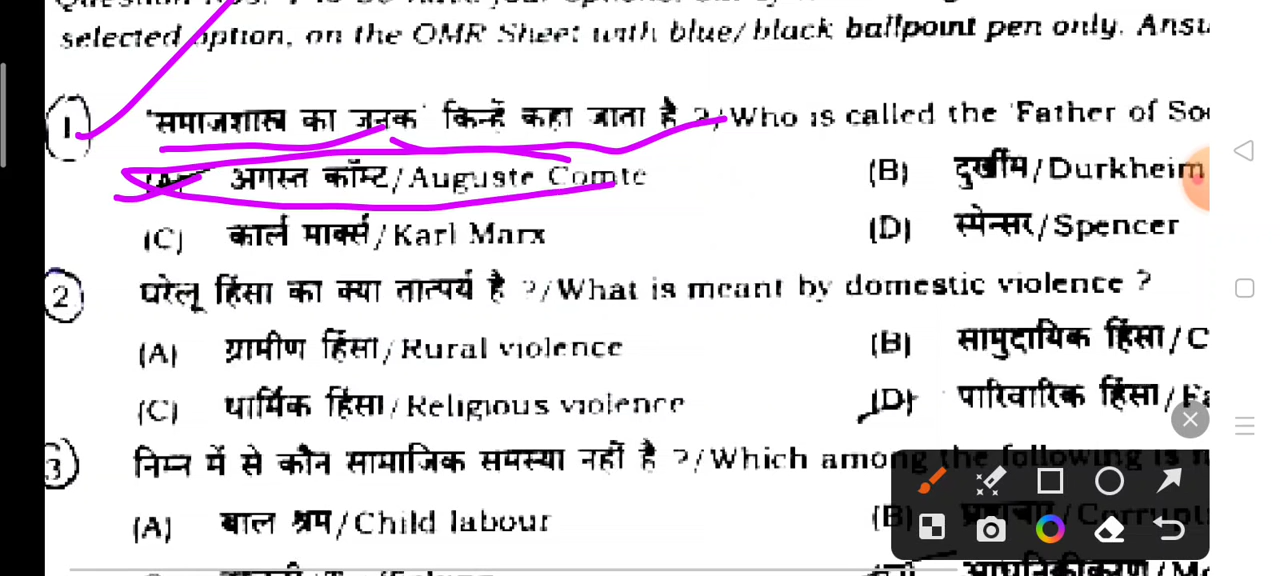 selected option, on the OMR Sheet with blue/black ballpoint pen only.
1 'समाजशास्त्र का जनक' किन्हें कहा जाता है ?/Who is called the 'Father of
(A) अगस्त कॉम्ट/Auguste Comte (B) दुर्खीम/Durkheim
(C) कार्ल मार्क्स/Karl Marx (D) स्पेन्सर/Spencer
2 घरेलू हिंसा का क्या तात्पर्य है ?/What is meant by domestic violence ?
(A) ग्रामीण हिंसा/Rural violence (B) सामुदायिक हिंसा/
(C) धार्मिक हिंसा/Religious violence (D) पारिवारिक हिंसा/
3 निम्न में से कौन सामाजिक समस्या नहीं है ?/Which among the following is
(A) बाल श्रम/Child labour (B)